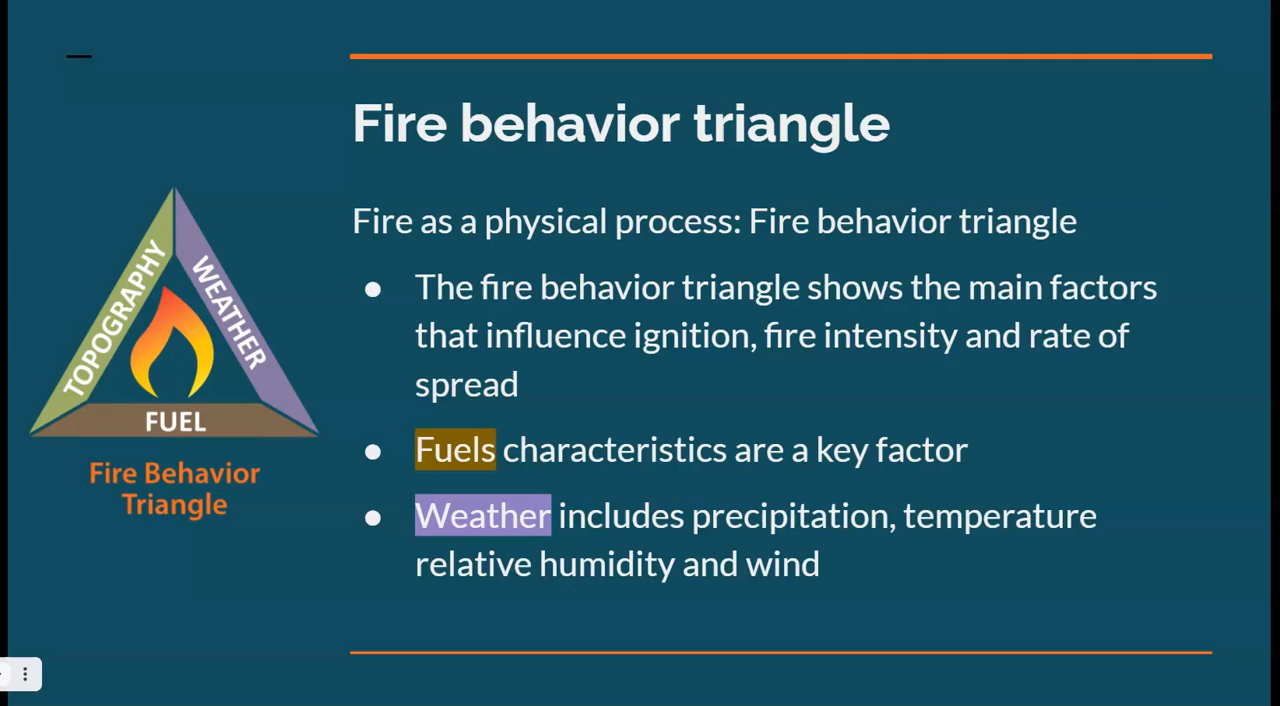 Fire behavior triangle
Fire as a physical process: Fire behavior triangle
● The fire behavior triangle shows the main factors
that influence ignition, fire intensity and rate of
spread
● Fuels characteristics are a key factor
● Weather includes precipitation, temperature
relative humidity and wind
TOPOGRAPHY
WEATHER
FUEL
Fire Behavior
Triangle